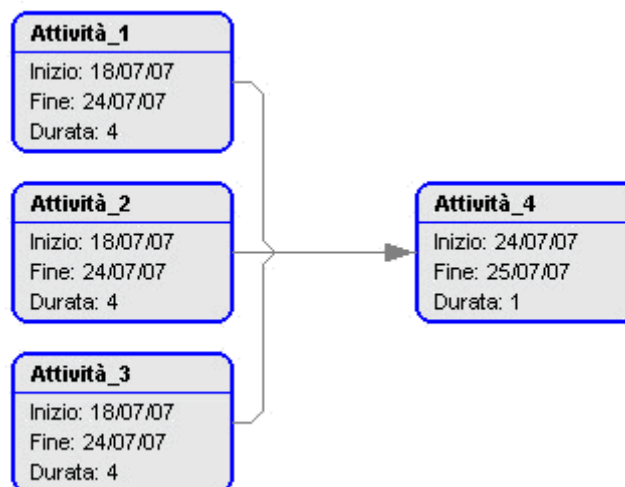 Attività_1
Inizio: 18/07/07
Fine: 24/07/07
Durata: 4
Attività_2
Inizio: 18/07/07
Fine: 24/07/07
Durata: 4
Attività_4
Inizio: 24/07/07
Fine: 25/07/07
Durata: 1
Attività_3
Inizio: 18/07/07
Fine: 24/07/07
Durata: 4